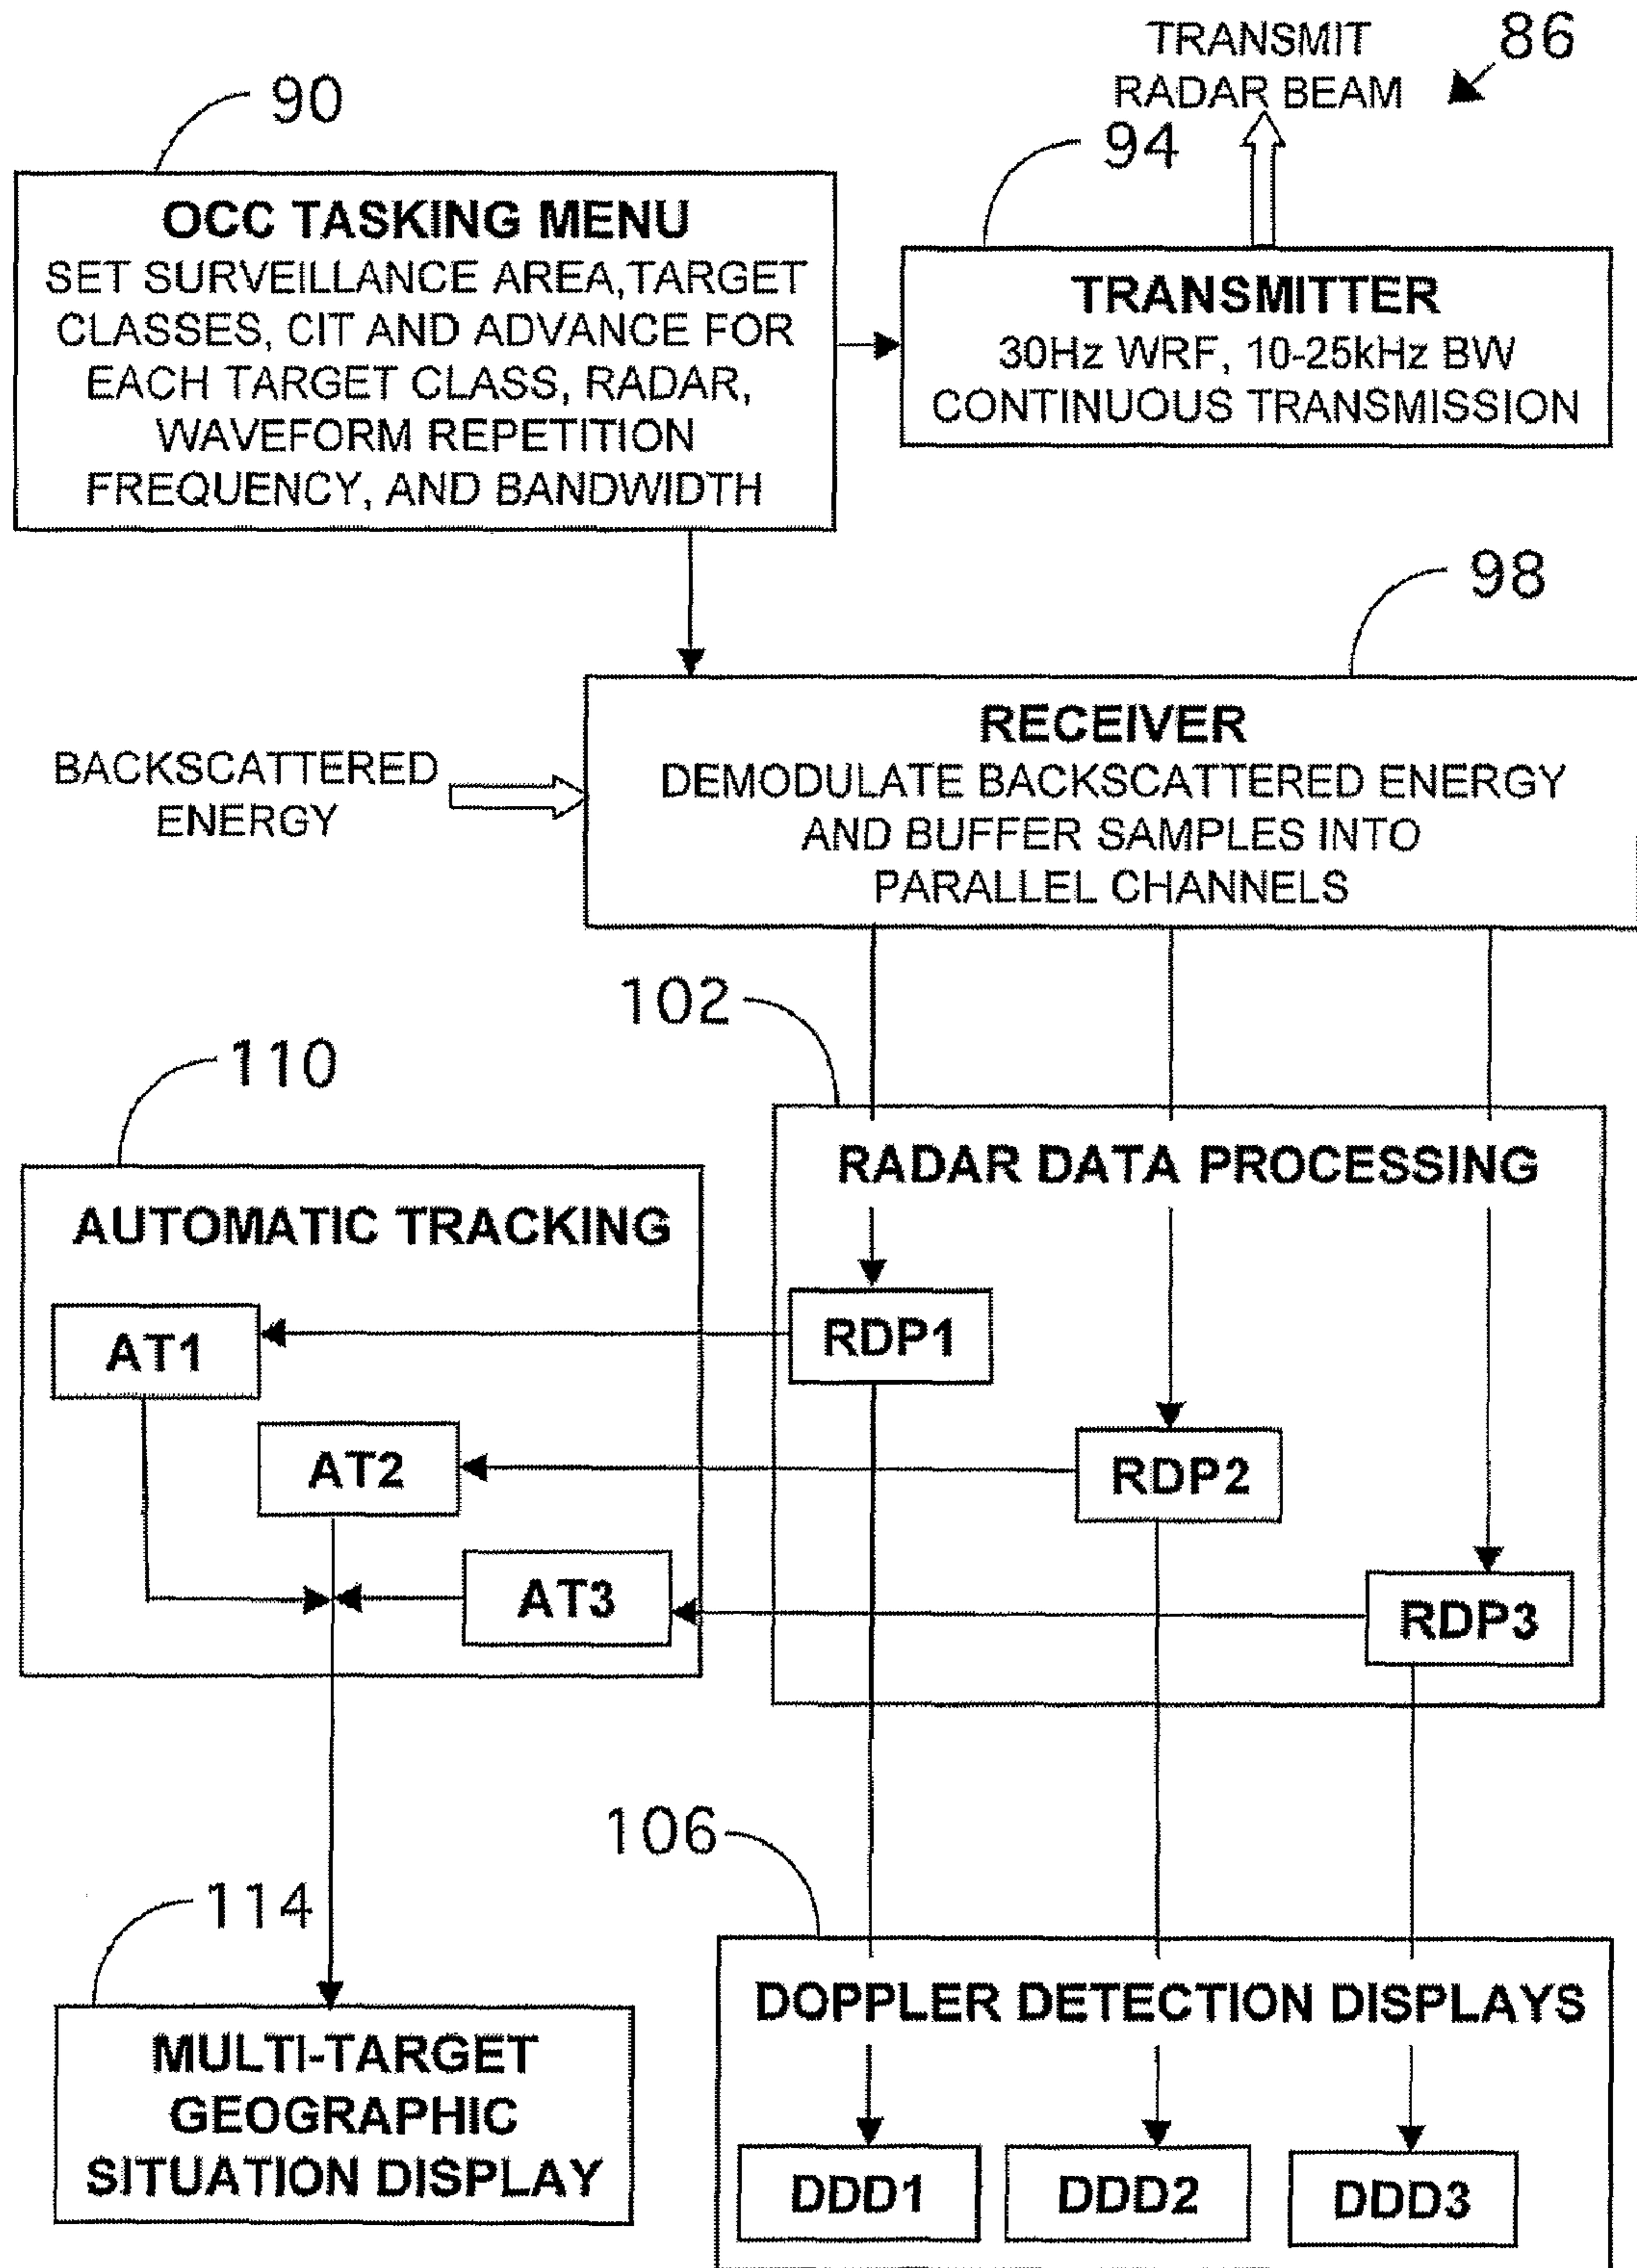 TRANSMIT
RADAR BEAM
86
90
94
OCC TASKING MENU
SET SURVEILLANCE AREA, TARGET
CLASSES, CIT AND ADVANCE FOR
EACH TARGET CLASS, RADAR,
WAVEFORM REPETITION
FREQUENCY, AND BANDWIDTH
TRANSMITTER
30Hz WRF, 10-25kHz BW
CONTINUOUS TRANSMISSION
98
BACKSCATTERED
ENERGY
RECEIVER
DEMODULATE BACKSCATTERED ENERGY
AND BUFFER SAMPLES INTO
PARALLEL CHANNELS
102
110
RADAR DATA PROCESSING
AUTOMATIC TRACKING
RDP1
AT1
AT2
RDP2
AT3
RDP3
106
114
DOPPLER DETECTION DISPLAYS
MULTI-TARGET
GEOGRAPHIC
SITUATION DISPLAY
DDD1
DDD2
DDD3